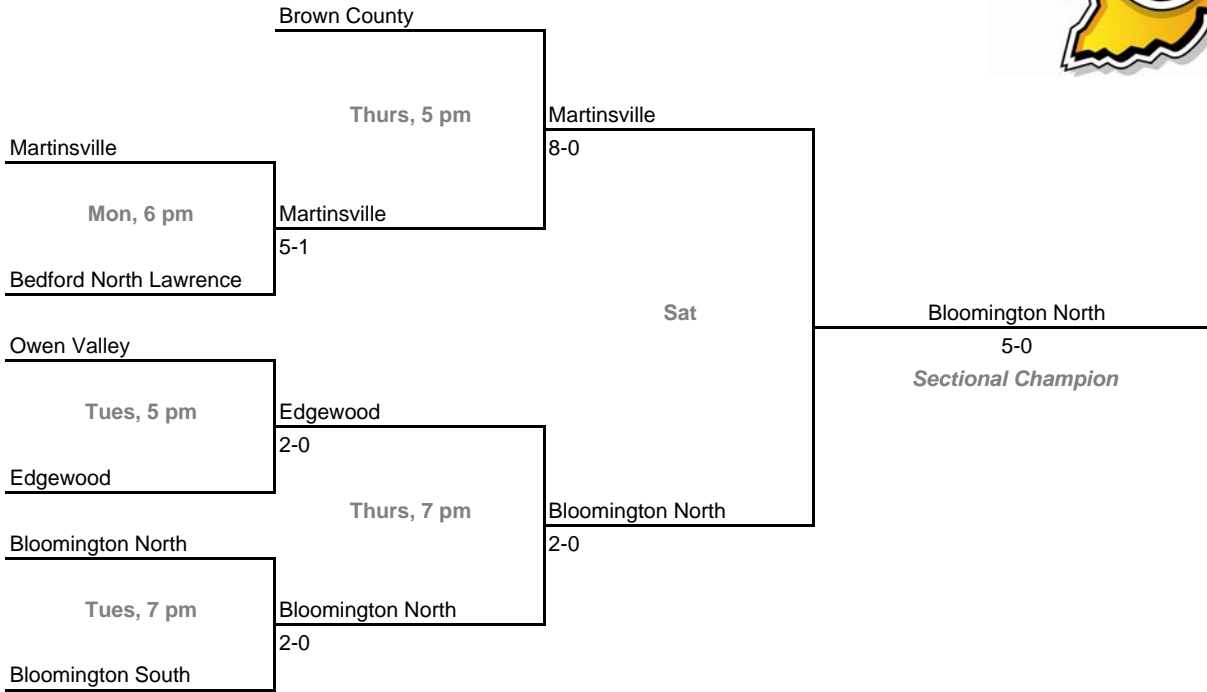 Brown County
Thurs, 5 pm
Martinsville
Martinsville
8-0
Mon, 6 pm
Martinsville
5-1
Bedford North Lawrence
Sat
Bloomington North
Owen Valley
5-0
Sectional Champion
Tues, 5 pm
Edgewood
2-0
Edgewood
Thurs, 7 pm
Bloomington North
Bloomington North
2-0
Tues, 7 pm
Bloomington North
2-0
Bloomington South